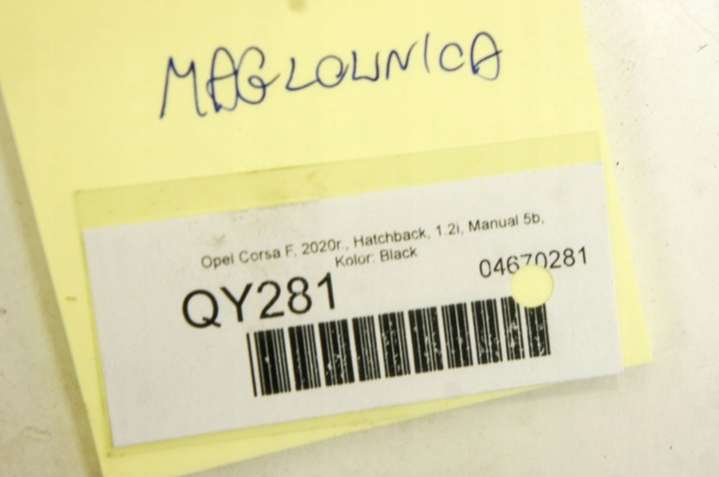 MAGLOWNICA
Opel Corsa F, 2020r., Hatchback, 1.2i, Manual 5b,
Kolor: Black
QY281 04670281